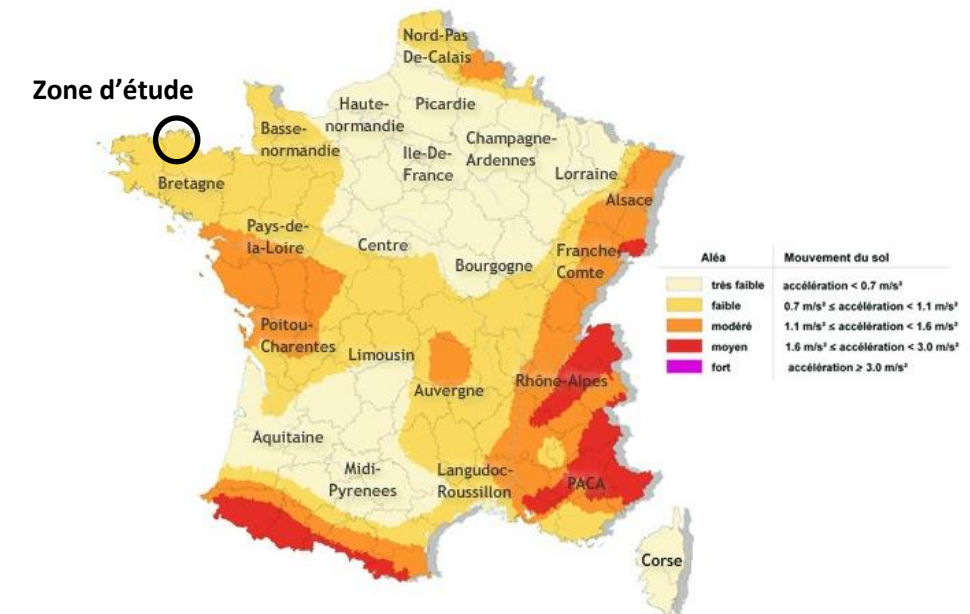 Nord-Pas
De-Calais
Zone d'étude
Haute-
normandie
Picardie
Basse-
normandie
Champagne-
Ardennes
Ile-De-
France
Lorraine
Bretagne
Alsace
Pays-de-
la-Loire
Centre
Franche-
Comte
Bourgogne
Poitou-
Charentes
Limousin
Auvergne
Rhône-Alpes
Aquitaine
Midi-
Pyrenees
Langudoc-
Roussillon
PACA
Corse
Aléa Mouvement du sol
très faible accélération < 0.7 m/s²
faible 0.7 m/s² ≤ accélération < 1.1 m/s²
modéré 1.1 m/s² ≤ accélération < 1.6 m/s²
moyen 1.6 m/s² ≤ accélération < 3.0 m/s²
fort accélération ≥ 3.0 m/s²